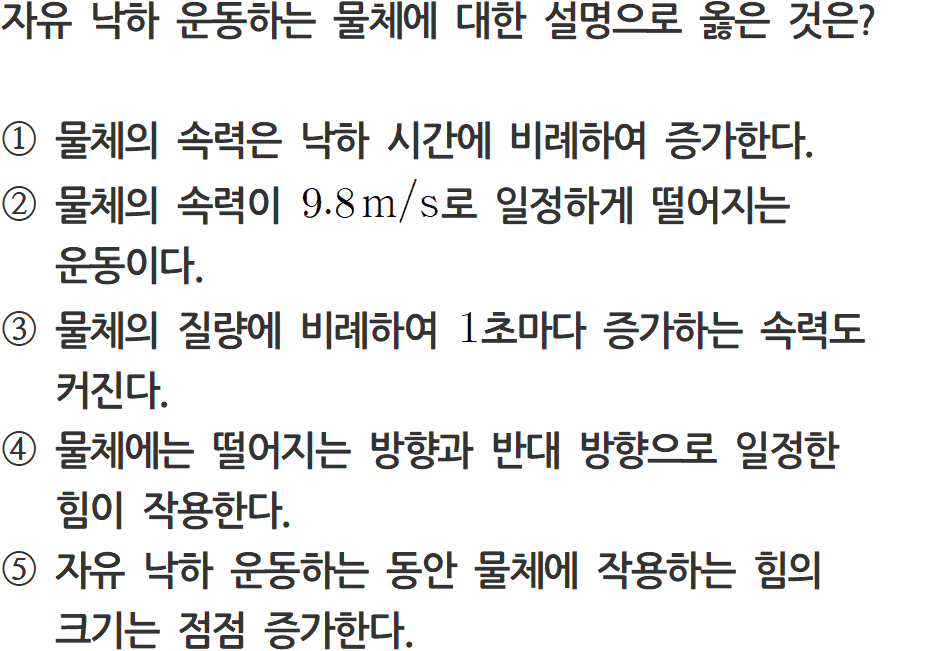 자유 낙하 운동하는 물체에 대한 설명으로 옳은 것은?
① 물체의 속력은 낙하 시간에 비례하여 증가한다.
② 물체의 속력이 9.8m/s로 일정하게 떨어지는
운동이다.
③ 물체의 질량에 비례하여 1초마다 증가하는 속력도
커진다.
④ 물체에는 떨어지는 방향과 반대 방향으로 일정한
힘이 작용한다.
⑤ 자유 낙하 운동하는 동안 물체에 작용하는 힘의
크기는 점점 증가한다.